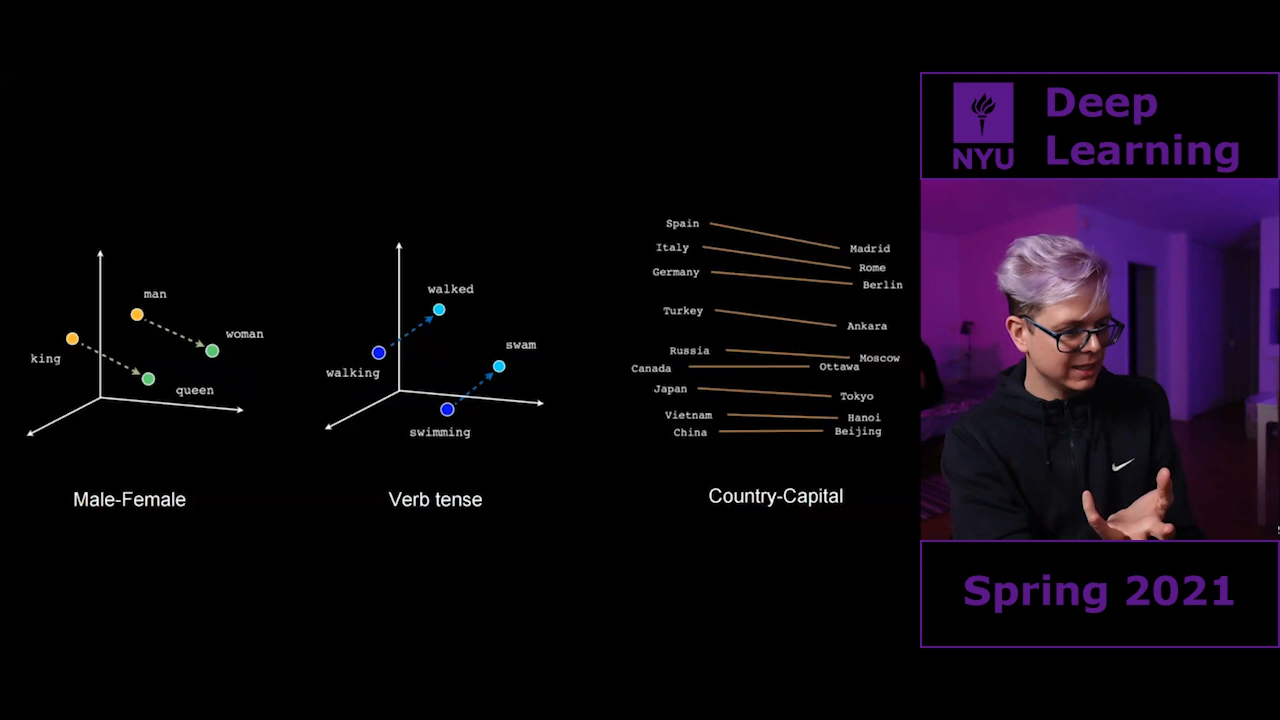 man
woman
king
queen
Male-Female
walked
walking
swam
swimming
Verb tense
Spain
Madrid
Italy
Rome
Germany
Berlin
Turkey
Ankara
Russia
Moscow
Canada
Ottawa
Japan
Tokyo
Vietnam
Hanoi
China
Beijing
Country-Capital
NYU
Deep
Learning
Spring 2021